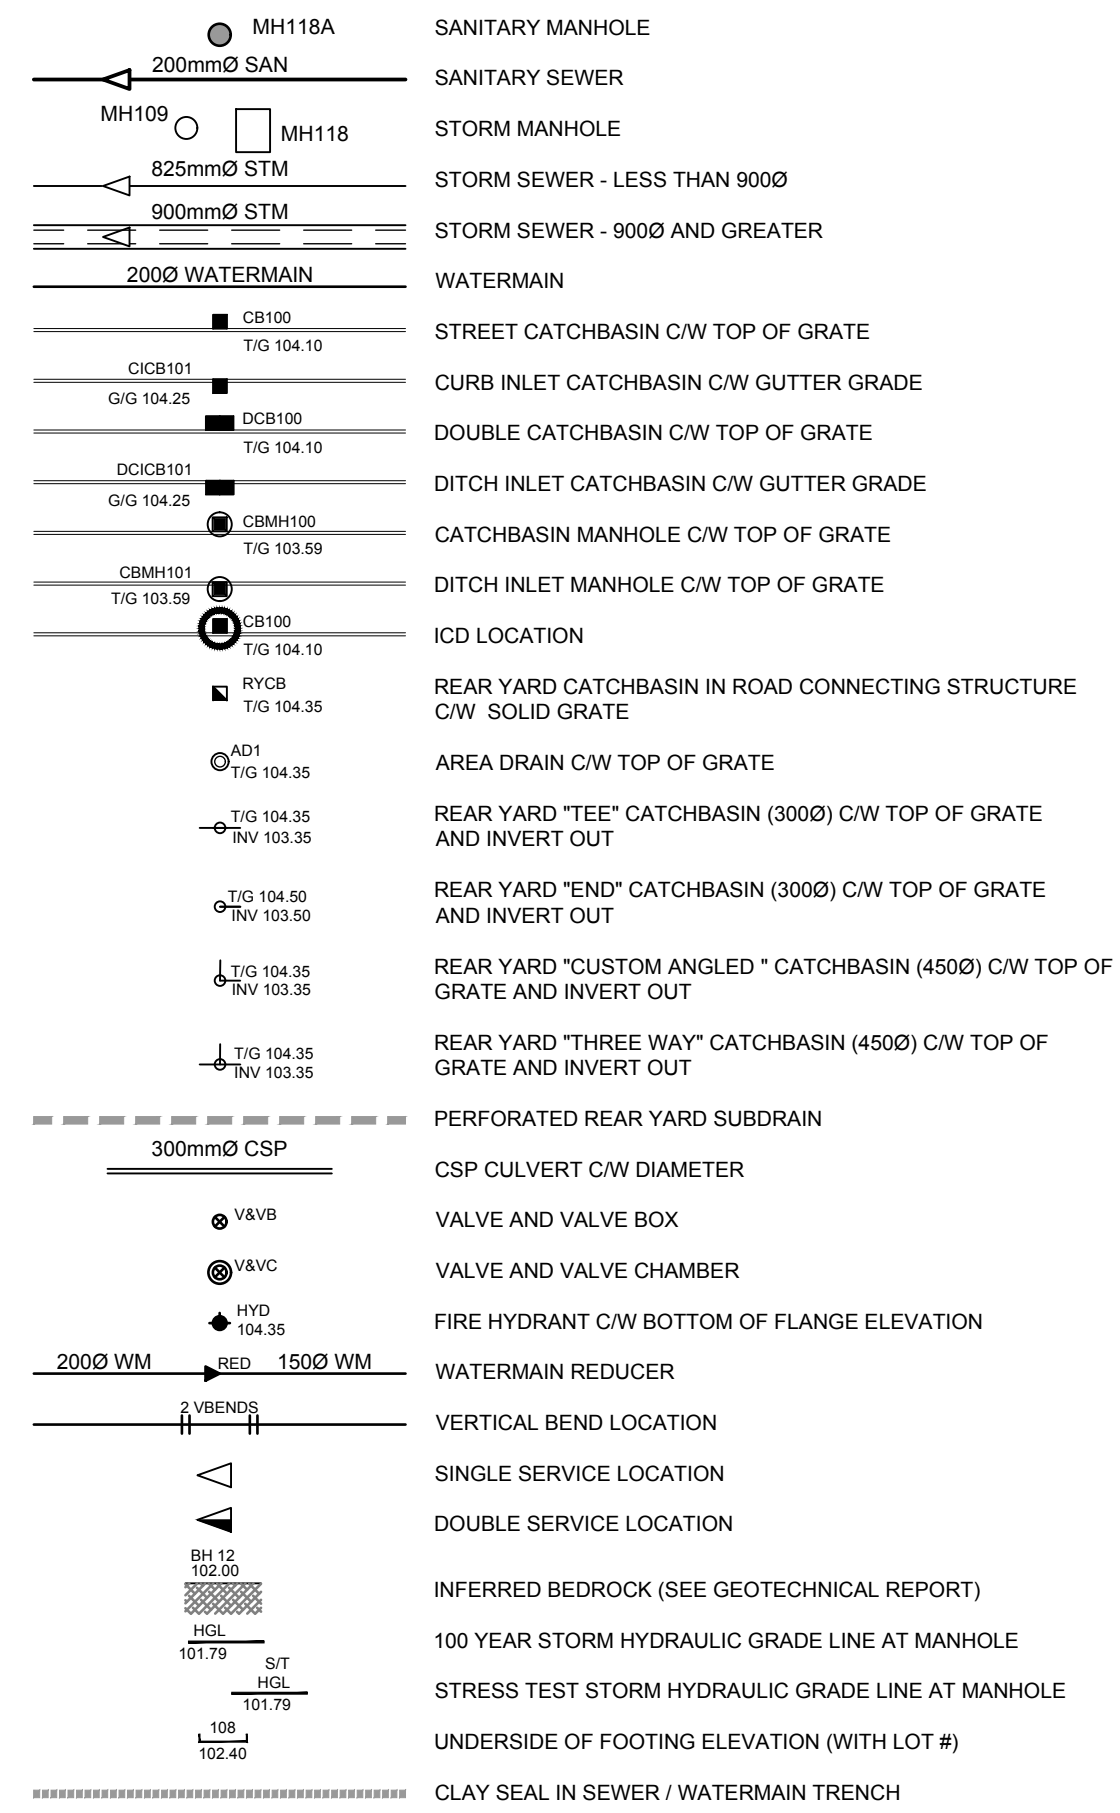 MH118A SANITARY MANHOLE
200mmØ SAN
SANITARY SEWER
MH109
MH118
STORM MANHOLE
825mmØ STM
STORM SEWER - LESS THAN 900Ø
900mmØ STM
STORM SEWER - 900Ø AND GREATER
200Ø WATERMAIN
WATERMAIN
CB100
T/G 104.10
STREET CATCHBASIN C/W TOP OF GRATE
CICB101
G/G 104.25
CURB INLET CATCHBASIN C/W GUTTER GRADE
DCB100
T/G 104.10
DOUBLE CATCHBASIN C/W TOP OF GRATE
DCICB101
G/G 104.25
DITCH INLET CATCHBASIN C/W GUTTER GRADE
CBMH100
T/G 103.59
CATCHBASIN MANHOLE C/W TOP OF GRATE
CBMH101
T/G 103.59
DITCH INLET MANHOLE C/W TOP OF GRATE
CB100
T/G 104.10
ICD LOCATION
RYCB
T/G 104.35
REAR YARD CATCHBASIN IN ROAD CONNECTING STRUCTURE
C/W SOLID GRATE
AD1
T/G 104.35
AREA DRAIN C/W TOP OF GRATE
T/G 104.35
INV 103.35
REAR YARD "TEE" CATCHBASIN (300Ø) C/W TOP OF GRATE
AND INVERT OUT
T/G 104.50
INV 103.50
REAR YARD "END" CATCHBASIN (300Ø) C/W TOP OF GRATE
AND INVERT OUT
T/G 104.35
INV 103.35
REAR YARD "CUSTOM ANGLED " CATCHBASIN (450Ø) C/W TOP OF
GRATE AND INVERT OUT
T/G 104.35
INV 103.35
REAR YARD "THREE WAY" CATCHBASIN (450Ø) C/W TOP OF
GRATE AND INVERT OUT
PERFORATED REAR YARD SUBDRAIN
300mmØ CSP
CSP CULVERT C/W DIAMETER
V&VB
VALVE AND VALVE BOX
V&VC
VALVE AND VALVE CHAMBER
HYD
104.35
FIRE HYDRANT C/W BOTTOM OF FLANGE ELEVATION
200Ø WM RED 150Ø WM
WATERMAIN REDUCER
2 VBENDS
VERTICAL BEND LOCATION
SINGLE SERVICE LOCATION
DOUBLE SERVICE LOCATION
BH 12
102.00
INFERRED BEDROCK (SEE GEOTECHNICAL REPORT)
HGL
101.79
100 YEAR STORM HYDRAULIC GRADE LINE AT MANHOLE
S/T
HGL
101.79
STRESS TEST STORM HYDRAULIC GRADE LINE AT MANHOLE
108
102.40
UNDERSIDE OF FOOTING ELEVATION (WITH LOT #)
CLAY SEAL IN SEWER / WATERMAIN TRENCH